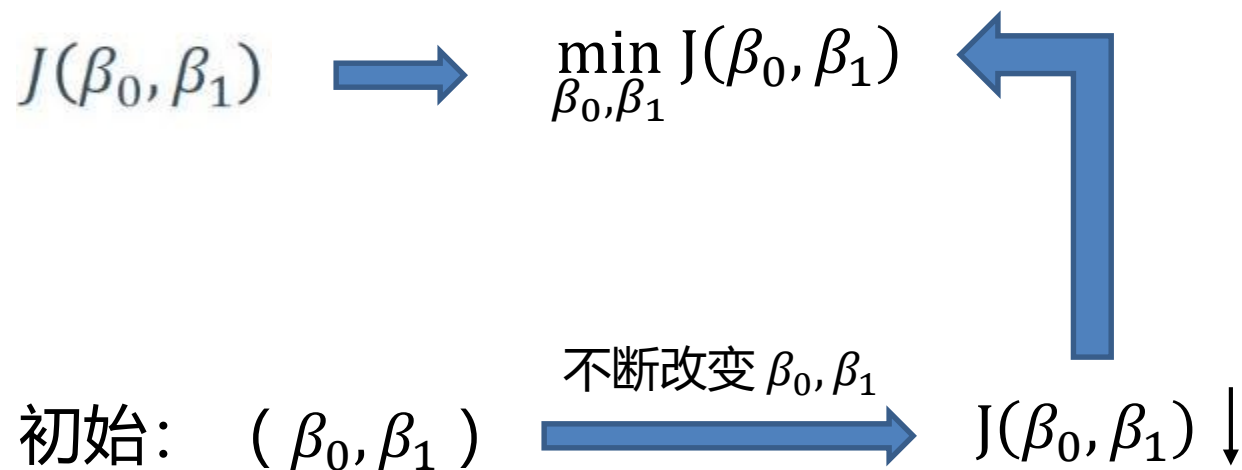 J(β₀, β₁)
min J(β₀, β₁)
β₀,β₁
不断改变 β₀, β₁
初始： ( β₀, β₁ )
J(β₀, β₁) ↓